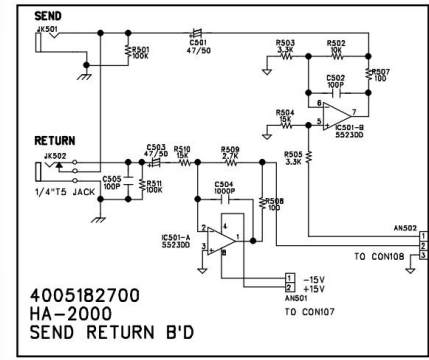 SEND
JK501
R501
100K
C501
47/50
R503
3.3K
R502
10K
R507
100
C502
100P
6
7
5
IC501-B
5523DD
R504
15K
R505
3.3K
RETURN
JK502
1/4"T5 JACK
C505
100P
R511
100K
C503
47/50
R510
15K
R509
2.7K
C504
1000P
R508
100
2
4
1
3
8
IC501-A
5523DD
AN502
1
2
3
TO CON108
1
2
-15V
+15V
AN501
TO CON107
4005182700
HA-2000
SEND RETURN B'D